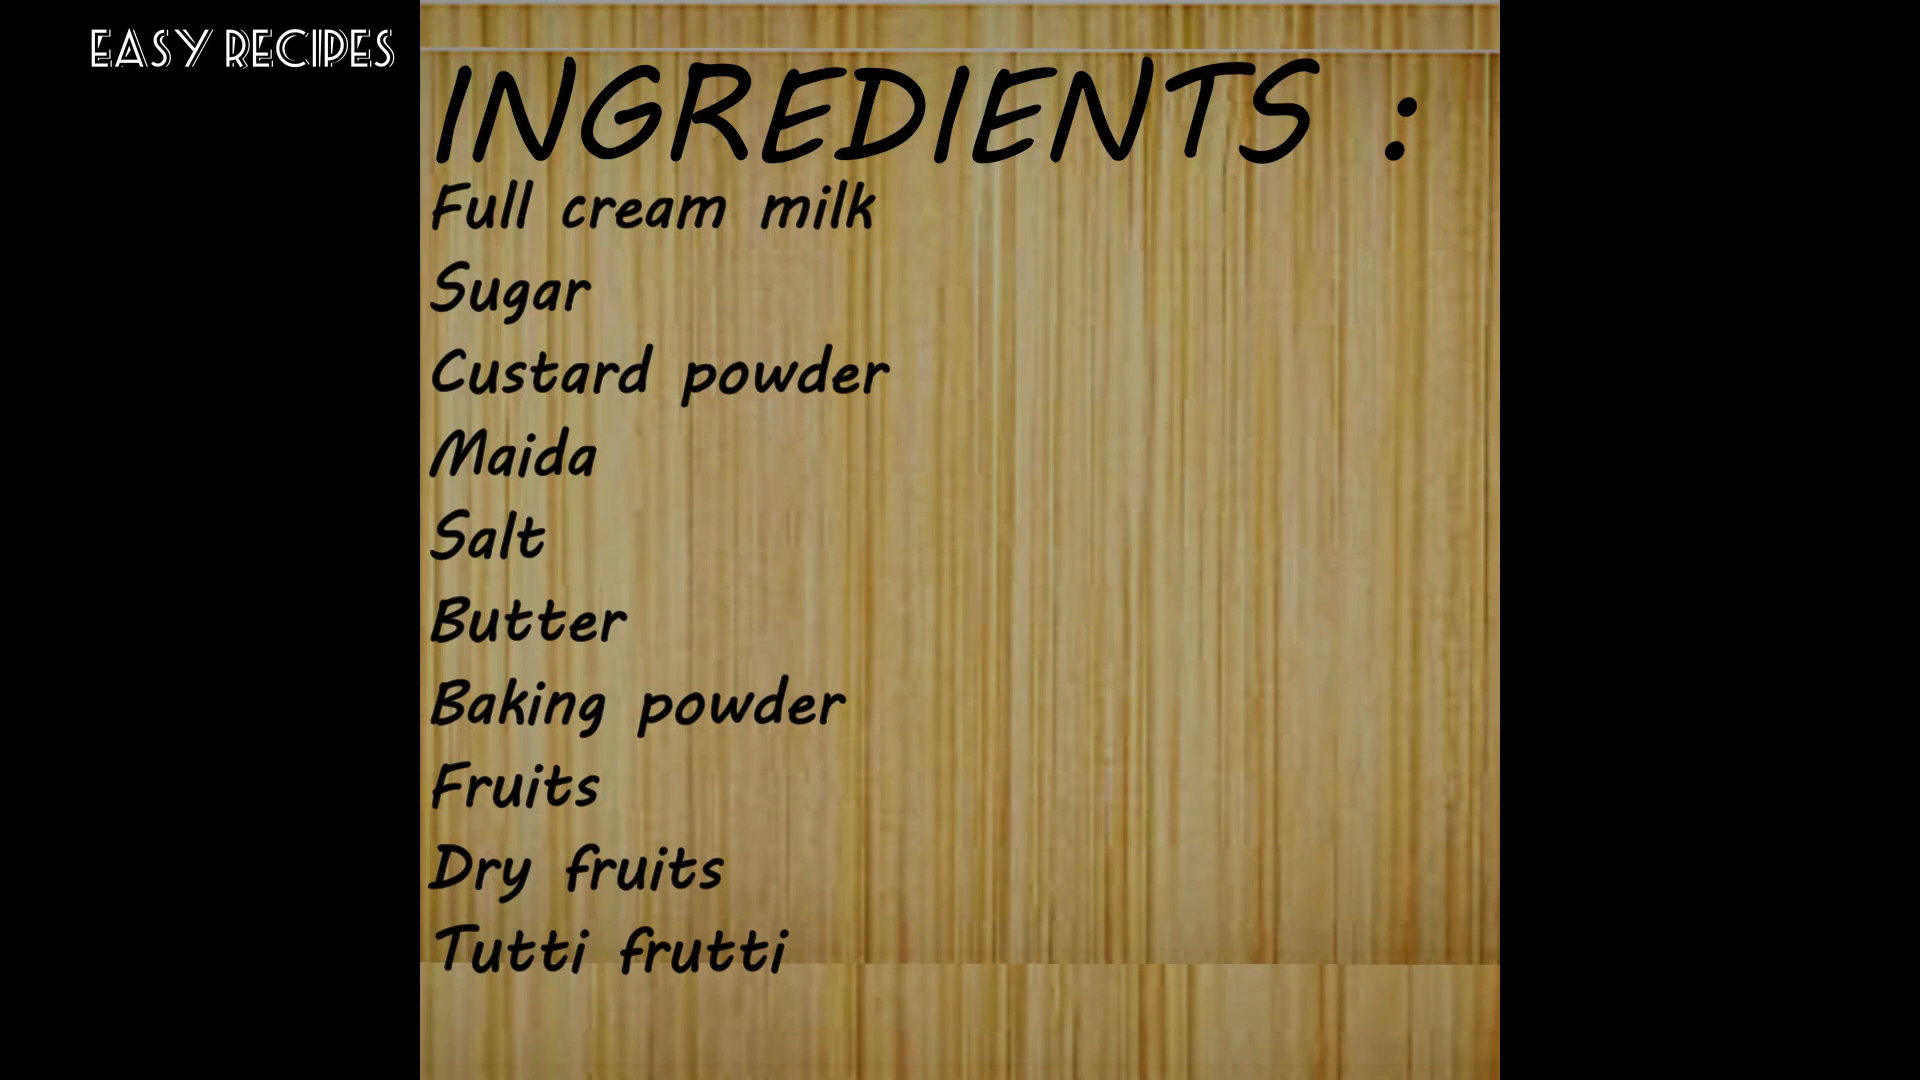 EASY RECIPES
INGREDIENTS :
Full cream milk
Sugar
Custard powder
Maida
Salt
Butter
Baking powder
Fruits
Dry fruits
Tutti frutti